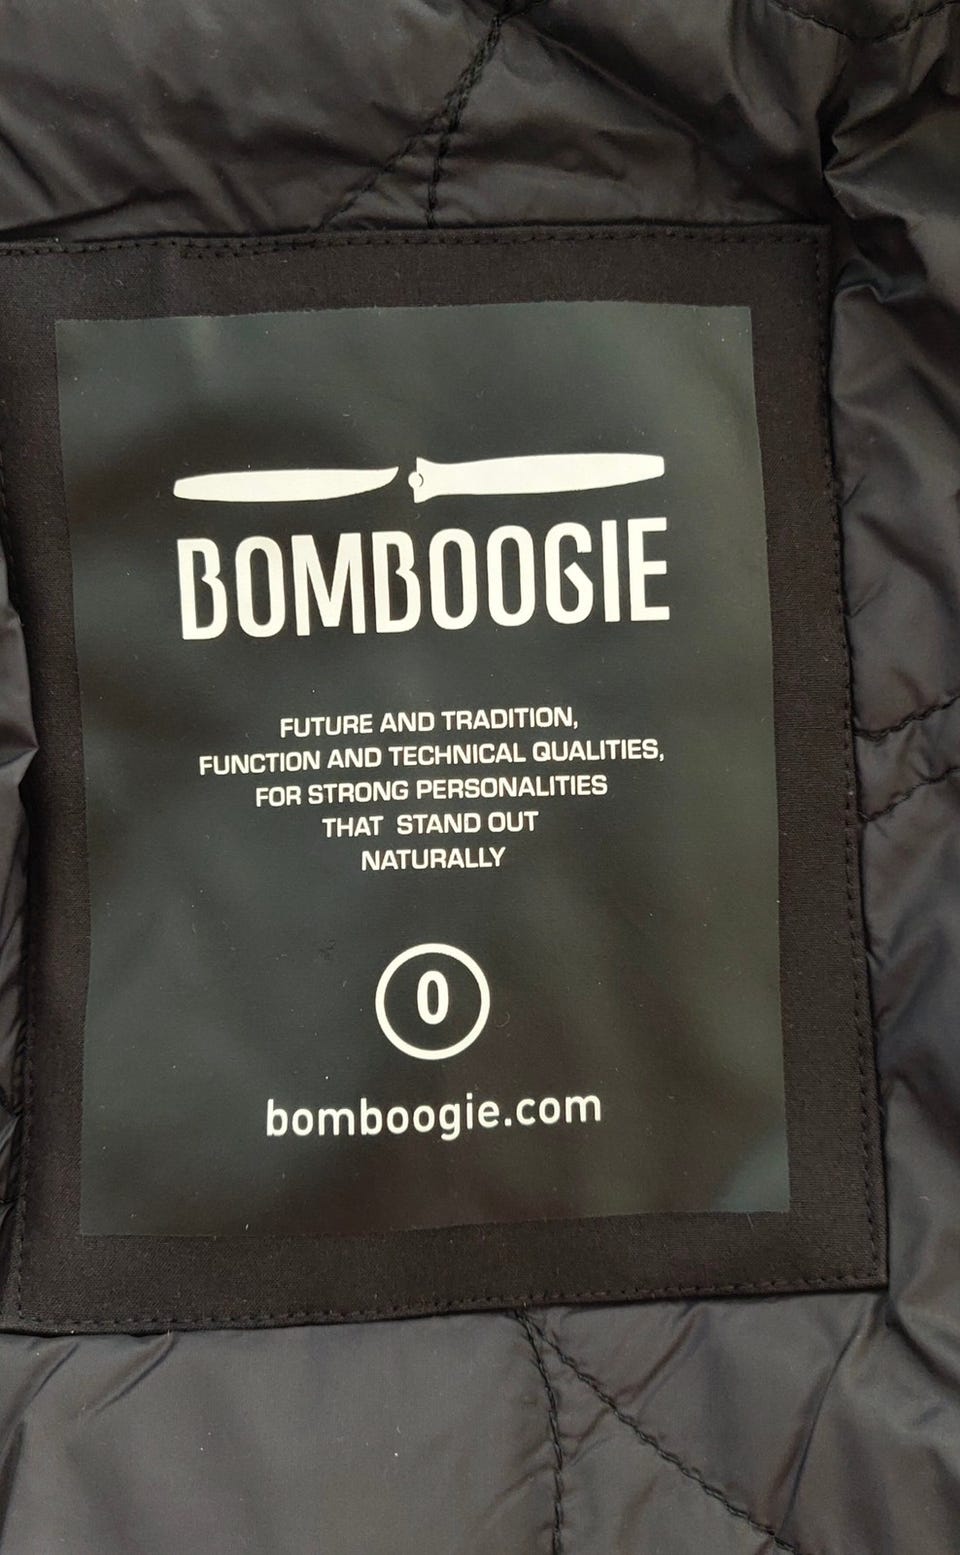 BOMBOOGIE
FUTURE AND TRADITION,
FUNCTION AND TECHNICAL QUALITIES,
FOR STRONG PERSONALITIES
THAT STAND OUT
NATURALLY
0
bomboogie.com